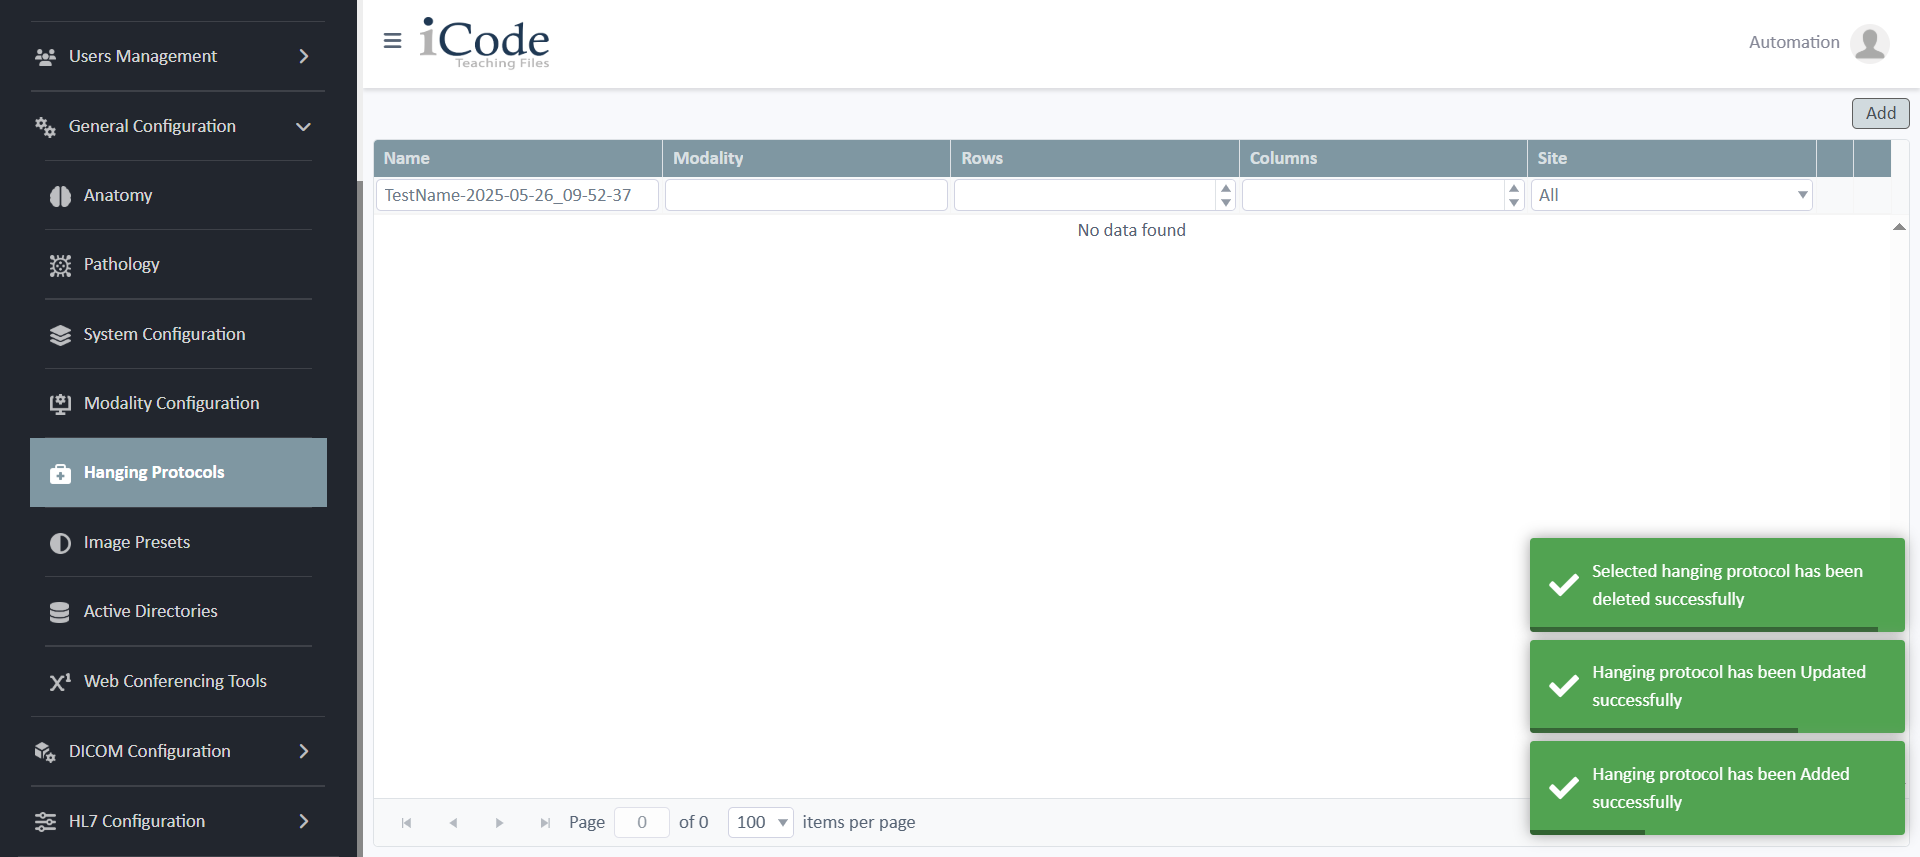 Users Management
General Configuration
Anatomy
Pathology
System Configuration
Modality Configuration
Hanging Protocols
Image Presets
Active Directories
Web Conferencing Tools
DICOM Configuration
HL7 Configuration
iCode
Teaching Files
Automation
Add
Name Modality Rows Columns Site
TestName-2025-05-26_09-52-37 All
No data found
Selected hanging protocol has been
deleted successfully
Hanging protocol has been Updated
successfully
Hanging protocol has been Added
successfully
Page 0 of 0 100 items per page